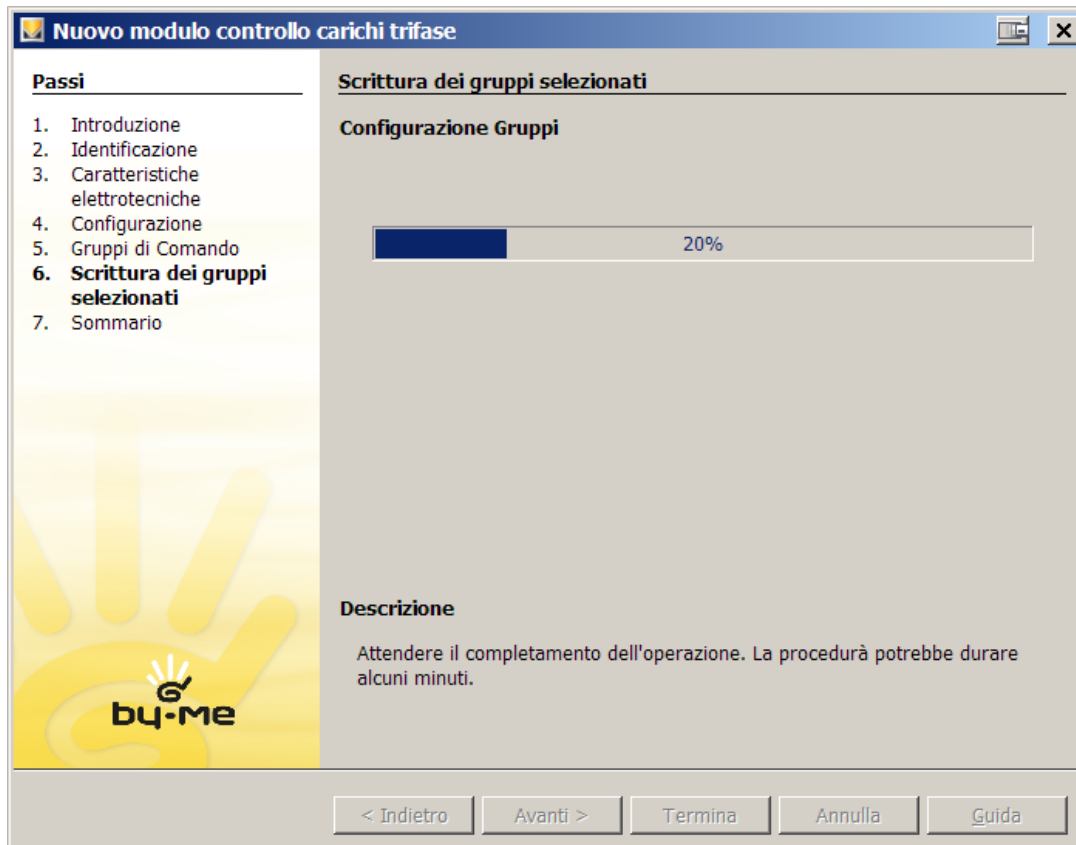 Nuovo modulo controllo carichi trifase
Passi
1. Introduzione
2. Identificazione
3. Caratteristiche
elettrotecniche
4. Configurazione
5. Gruppi di Comando
6. Scrittura dei gruppi
selezionati
7. Sommario
by-me
Scrittura dei gruppi selezionati
Configurazione Gruppi
20%
Descrizione
Attendere il completamento dell'operazione. La procedurà potrebbe durare
alcuni minuti.
< Indietro
Avanti >
Termina
Annulla
Guida